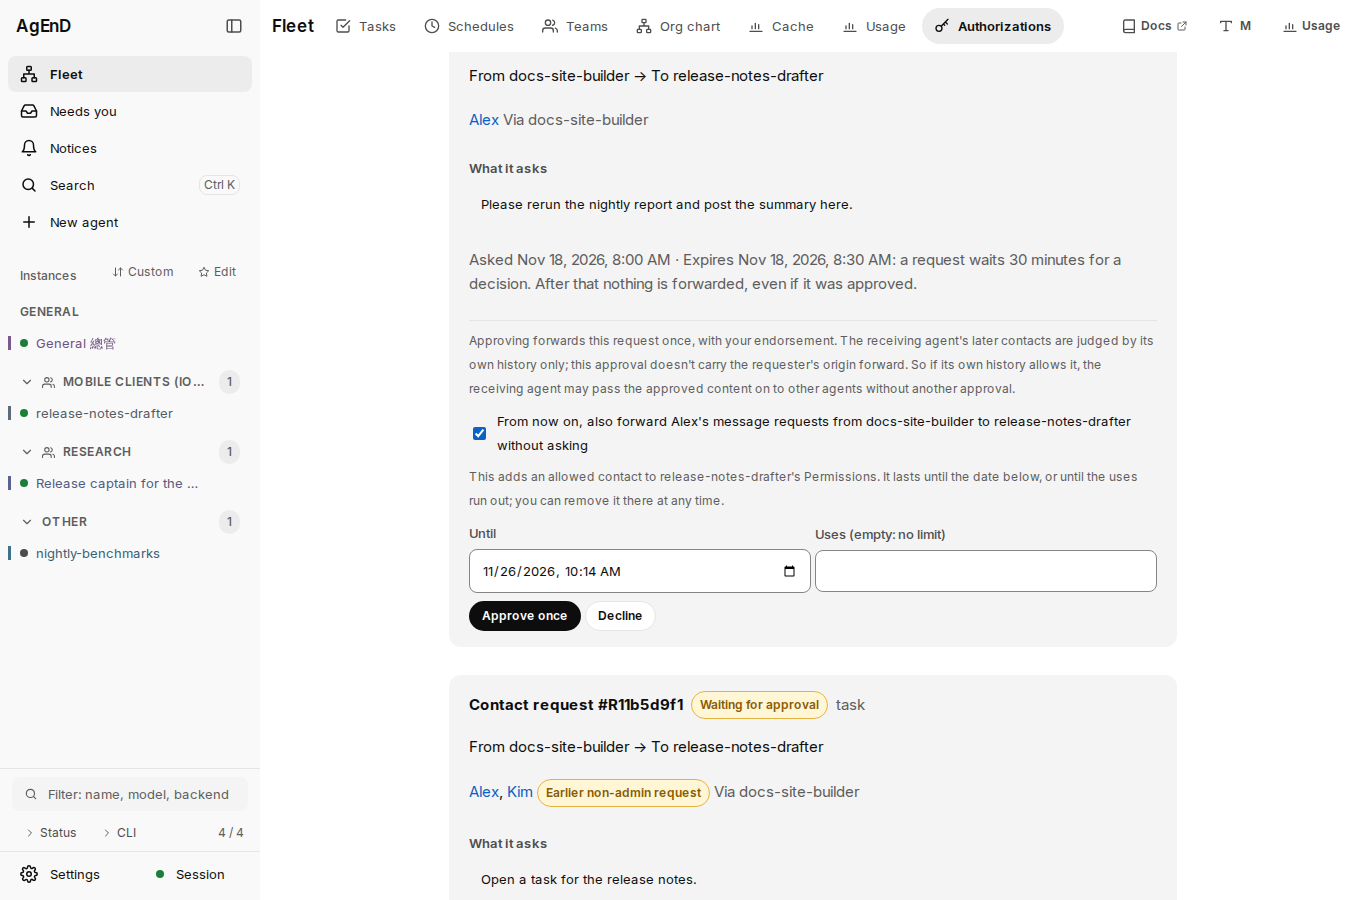 AgEnD
Fleet
Needs you
Notices
Search
Ctrl K
New agent
Instances
Custom
Edit
GENERAL
General 總管
MOBILE CLIENTS (IO...
1
release-notes-drafter
RESEARCH
1
Release captain for the ...
OTHER
1
nightly-benchmarks
Filter: name, model, backend
Status
CLI
4 / 4
Settings
Session
Fleet
Tasks
Schedules
Teams
Org chart
Cache
Usage
Authorizations
Docs
M
Usage
From docs-site-builder → To release-notes-drafter
Alex Via docs-site-builder
What it asks
Please rerun the nightly report and post the summary here.
Asked Nov 18, 2026, 8:00 AM · Expires Nov 18, 2026, 8:30 AM: a request waits 30 minutes for a
decision. After that nothing is forwarded, even if it was approved.
Approving forwards this request once, with your endorsement. The receiving agent's later contacts are judged by its
own history only; this approval doesn't carry the requester's origin forward. So if its own history allows it, the
receiving agent may pass the approved content on to other agents without another approval.
From now on, also forward Alex's message requests from docs-site-builder to release-notes-drafter
without asking
This adds an allowed contact to release-notes-drafter's Permissions. It lasts until the date below, or until the uses
run out; you can remove it there at any time.
Until
Uses (empty: no limit)
11/26/2026, 10:14 AM
Approve once
Decline
Contact request #R11b5d9f1
Waiting for approval
task
From docs-site-builder → To release-notes-drafter
Alex, Kim Earlier non-admin request Via docs-site-builder
What it asks
Open a task for the release notes.